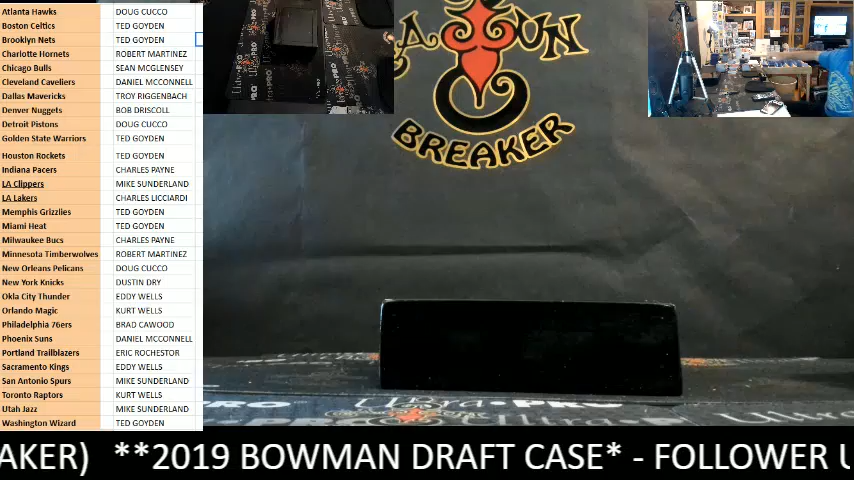 Atlanta Hawks DOUG CUCCO
Boston Celtics TED GOYDEN
Brooklyn Nets TED GOYDEN
Charlotte Hornets ROBERT MARTINEZ
Chicago Bulls SEAN MCGLENSEY
Cleveland Caveliers DANIEL MCCONNELL
Dallas Mavericks TROY RIGGENBACH
Denver Nuggets BOB DRISCOLL
Detroit Pistons DOUG CUCCO
Golden State Warriors TED GOYDEN
Houston Rockets TED GOYDEN
Indiana Pacers CHARLES PAYNE
LA Clippers MIKE SUNDERLAND
LA Lakers CHARLES LICCIARDI
Memphis Grizzlies TED GOYDEN
Miami Heat TED GOYDEN
Milwaukee Bucs CHARLES PAYNE
Minnesota Timberwolves ROBERT MARTINEZ
New Orleans Pelicans DOUG CUCCO
New York Knicks DUSTIN DRY
Okla City Thunder EDDY WELLS
Orlando Magic KURT WELLS
Philadelphia 76ers BRAD CAWOOD
Phoenix Suns DANIEL MCCONNELL
Portland Trailblazers ERIC ROCHESTOR
Sacramento Kings EDDY WELLS
San Antonio Spurs MIKE SUNDERLAND
Toronto Raptors KURT WELLS
Utah Jazz MIKE SUNDERLAND
Washington Wizard TED GOYDEN
GUN
BREAKER
Ultra PRO
AKER) **2019 BOWMAN DRAFT CASE* - FOLLOWER U